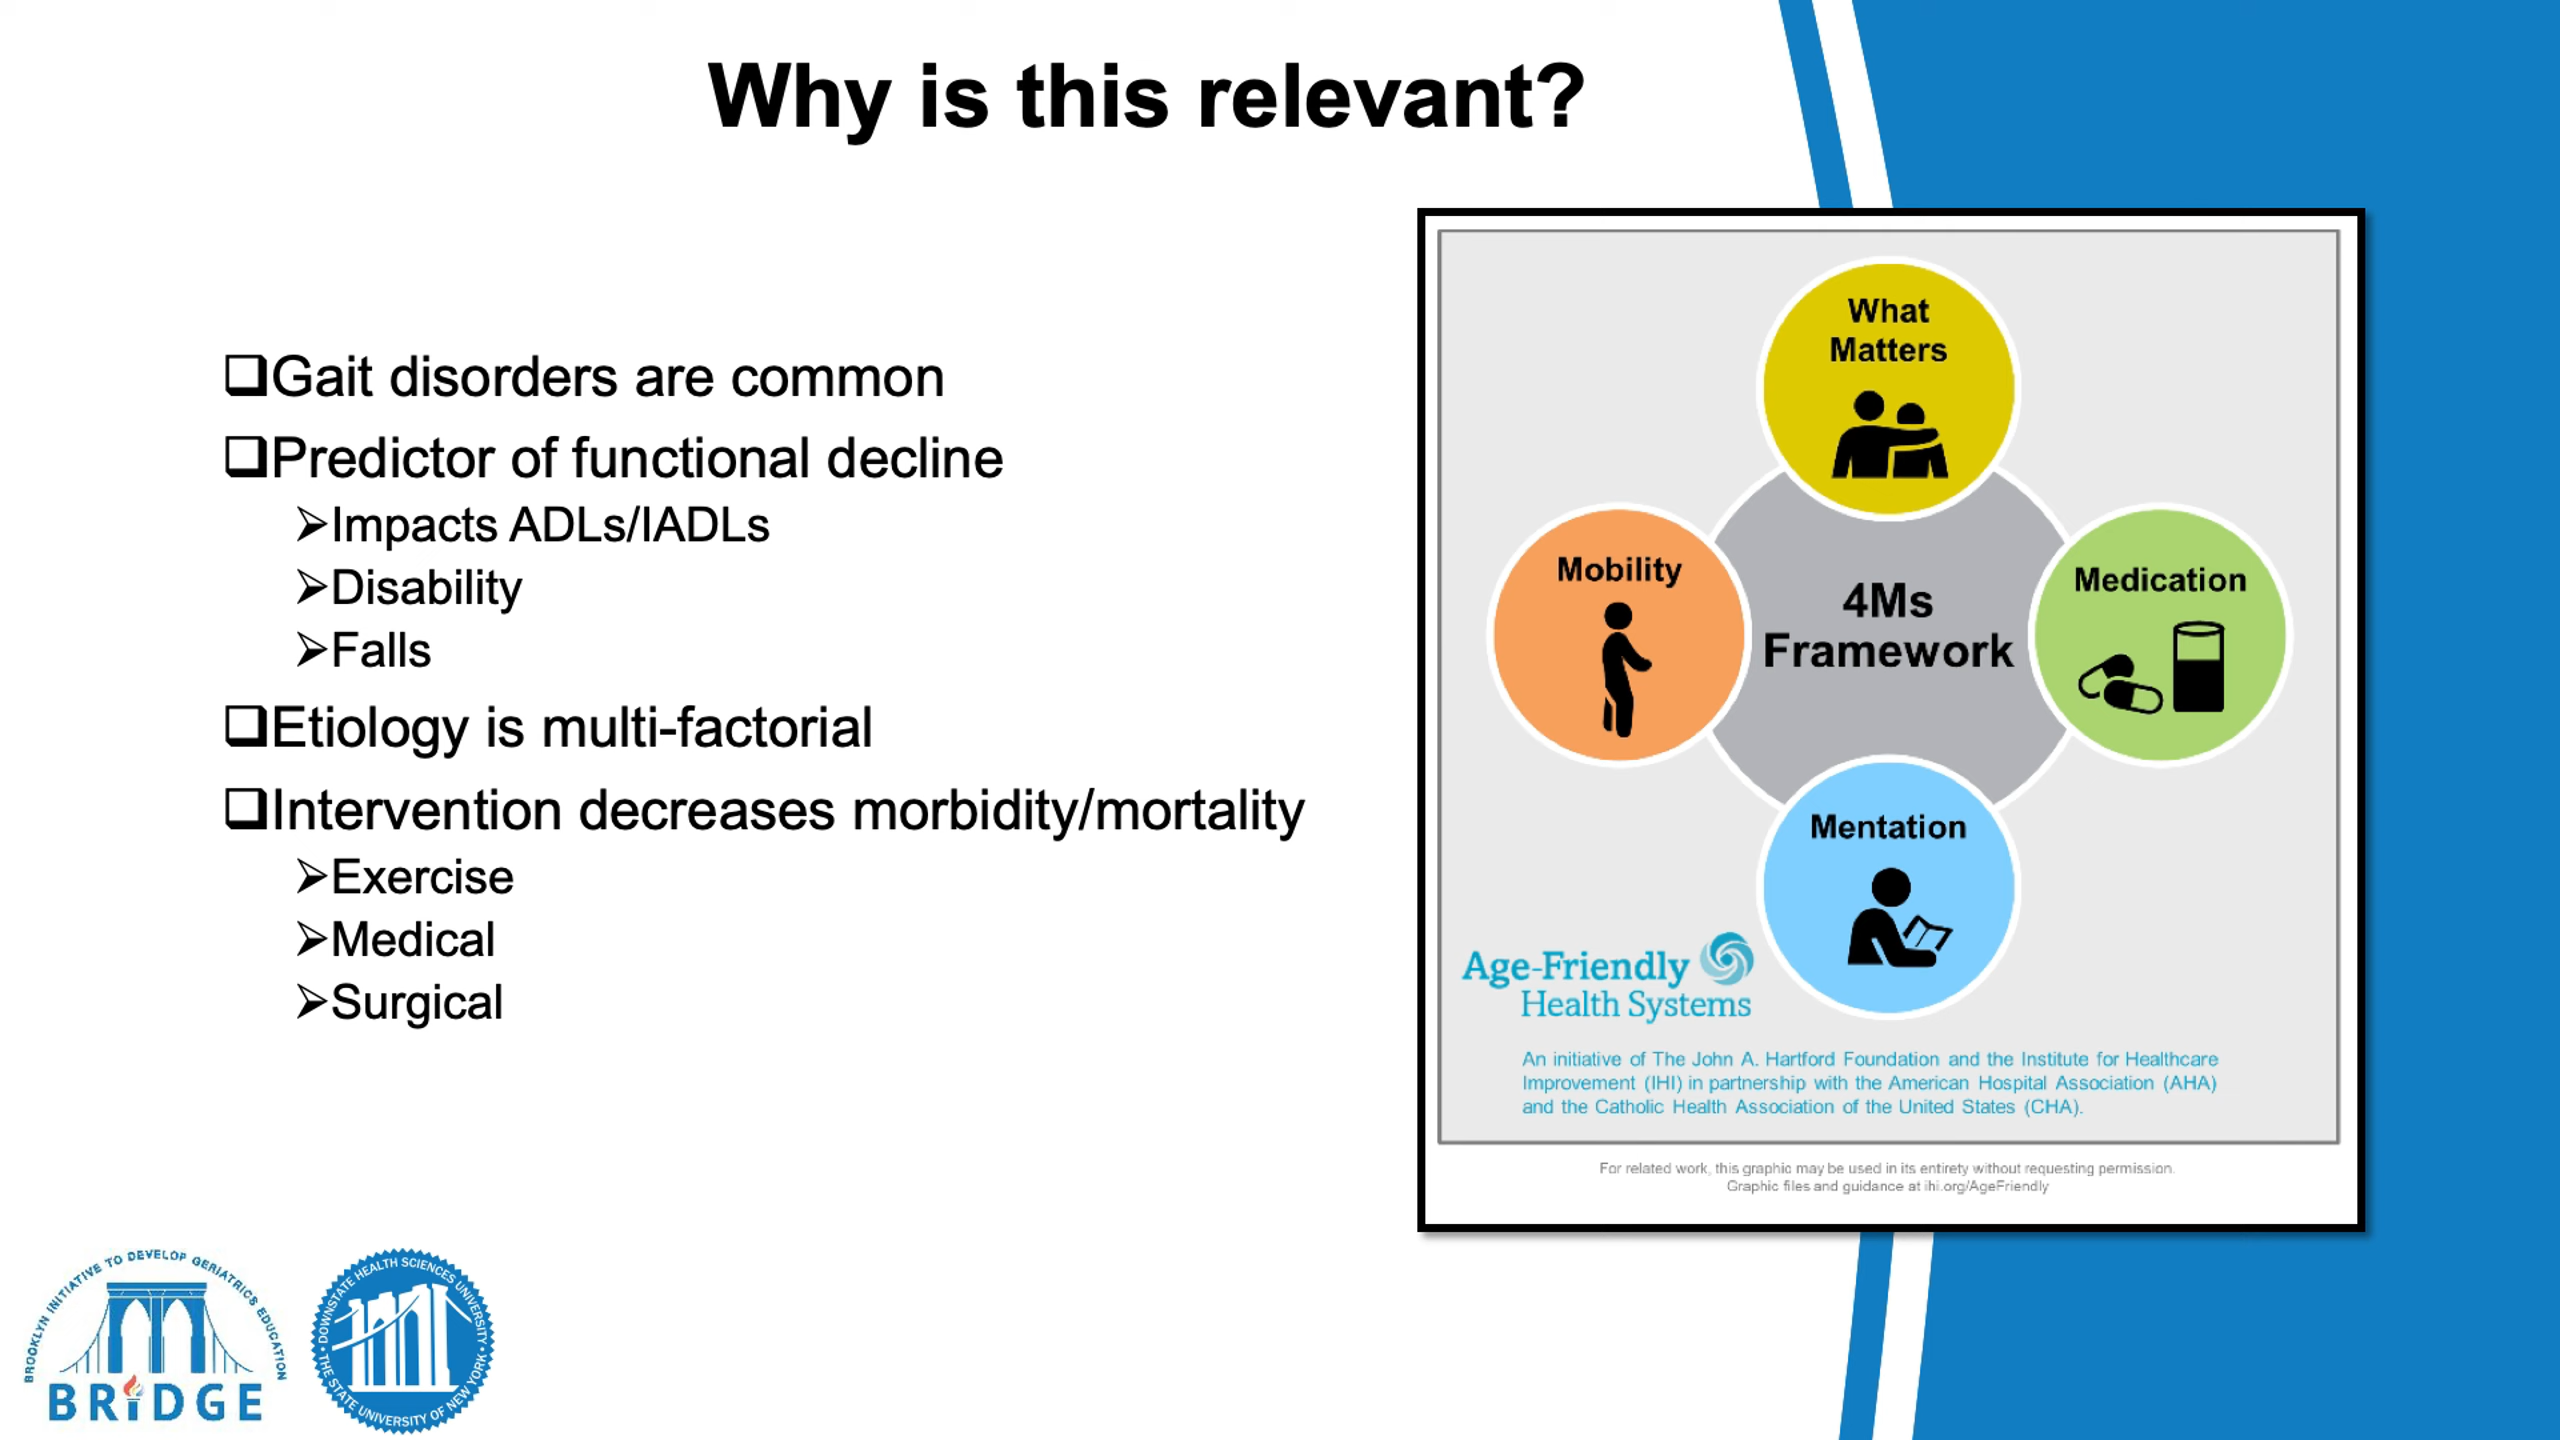 Why is this relevant?
Gait disorders are common
Predictor of functional decline
Impacts ADLs/IADLs
Disability
Falls
Etiology is multi-factorial
Intervention decreases morbidity/mortality
Exercise
Medical
Surgical
What
Matters
Mobility
4Ms
Framework
Medication
Mentation
Age-Friendly
Health Systems
An initiative of The John A. Hartford Foundation and the Institute for Healthcare
Improvement (IHI) in partnership with the American Hospital Association (AHA)
and the Catholic Health Association of the United States (CHA).
For related work, this graphic may be used in its entirety without requesting permission.
Graphic files and guidance at ihi.org/AgeFriendly
BROOKLYN INITIATIVE TO DEVELOP GERIATRICS EDUCATION
BRIDGE
DOWNSTATE HEALTH SCIENCES UNIVERSITY
THE STATE UNIVERSITY OF NEW YORK